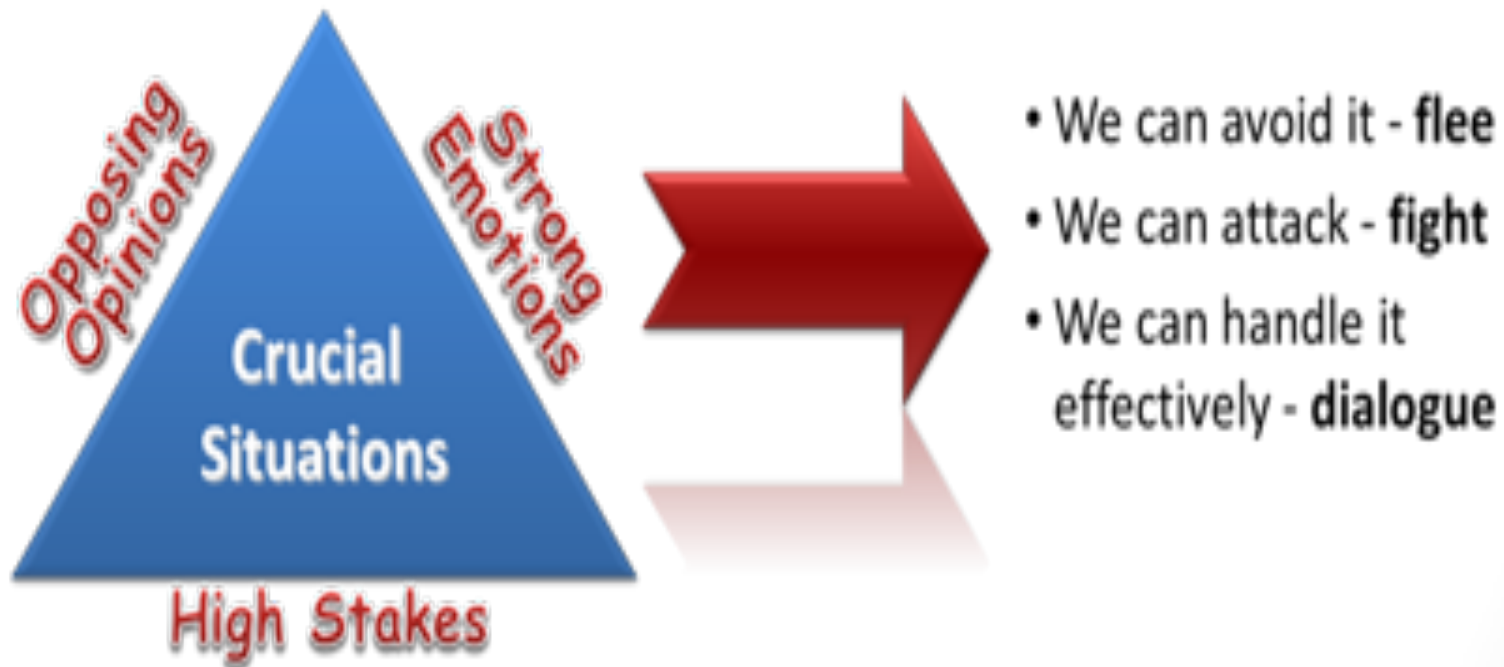 Opposing
Opinions
Strong
Emotions
Crucial
Situations
High Stakes
• We can avoid it - flee
• We can attack - fight
• We can handle it
effectively - dialogue